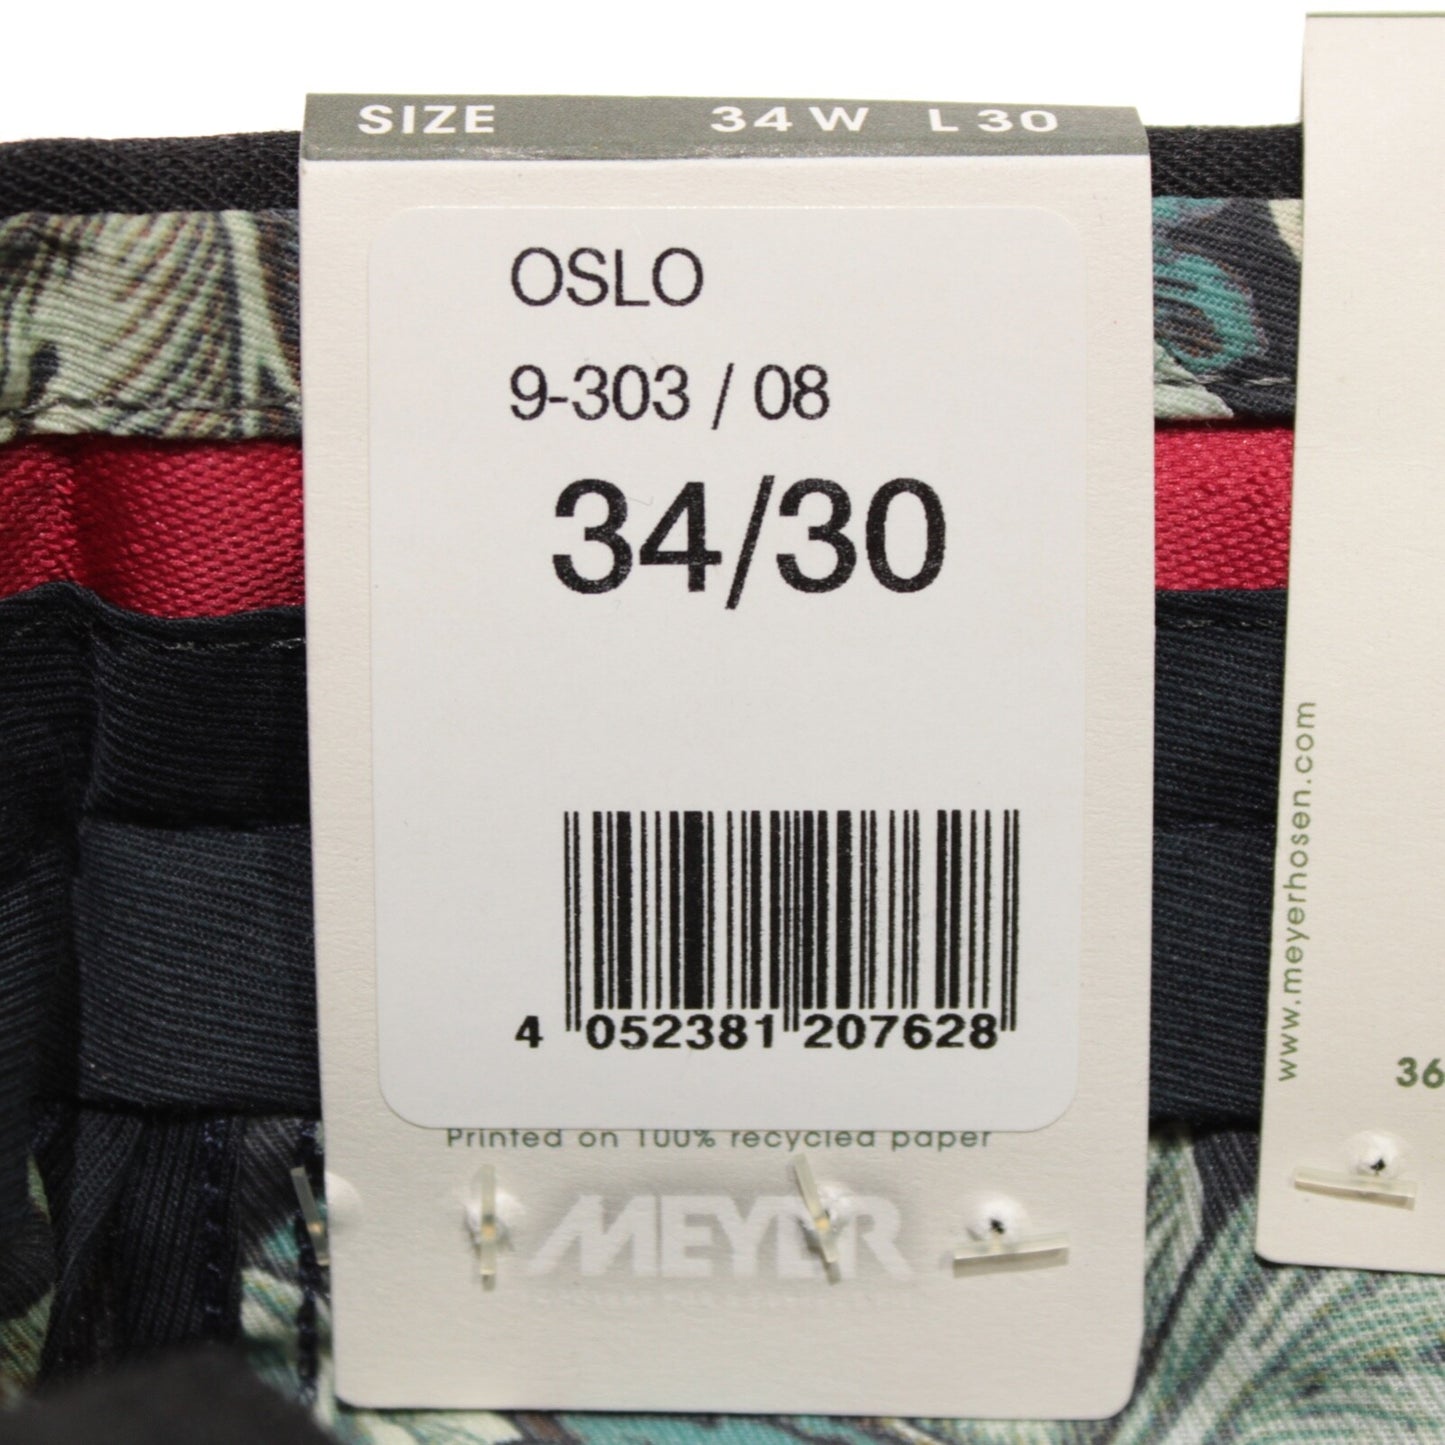 SIZE 34 W L 30
OSLO
9-303 / 08
34/30
4 052381 207628
Printed on 100% recycled paper
MEYER
www.meyerhosen.com
36